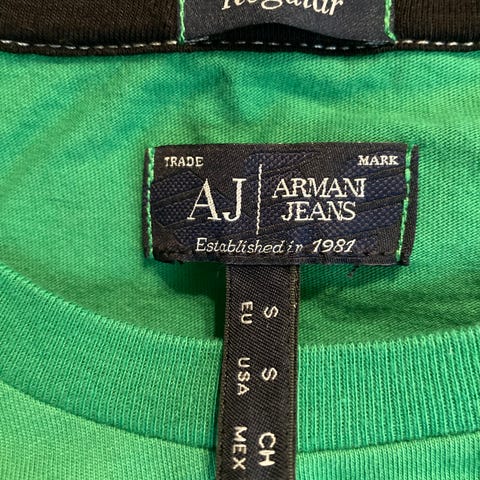 Regular
TRADE MARK
AJ ARMANI
JEANS
Established in 1981
EU S
USA S
MEX CH